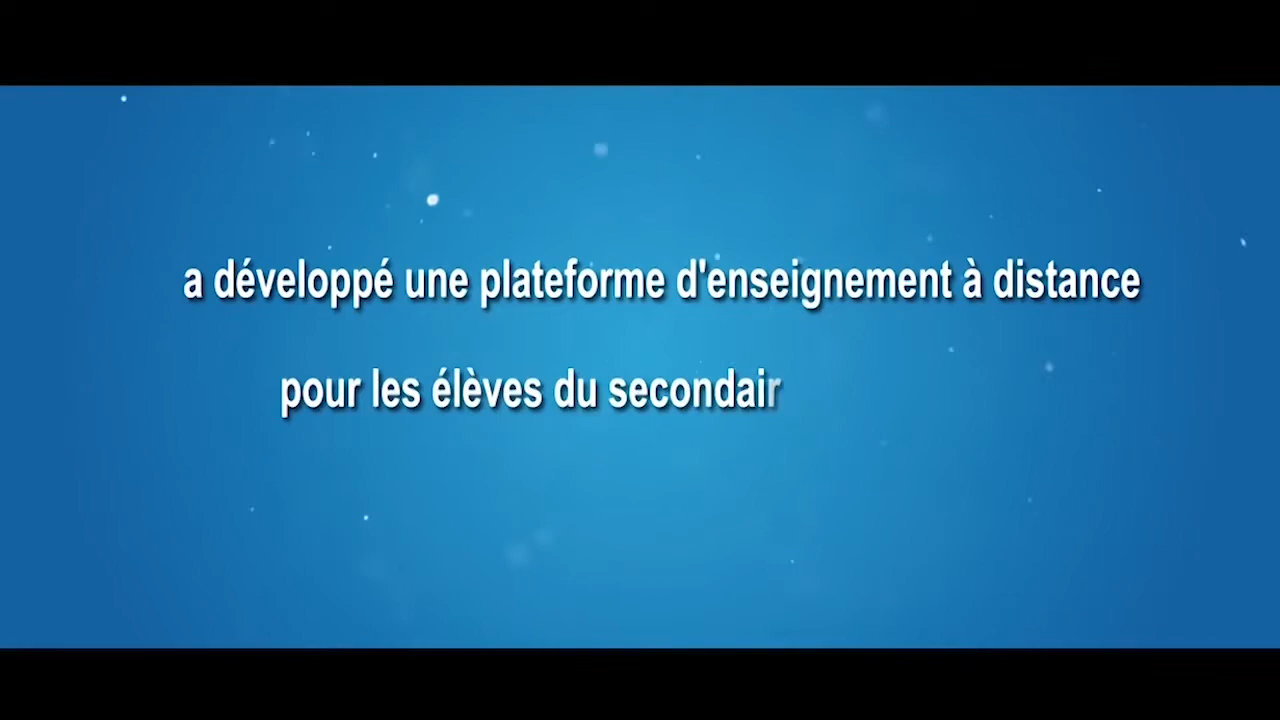 a développé une plateforme d'enseignement à distance
pour les élèves du secondair